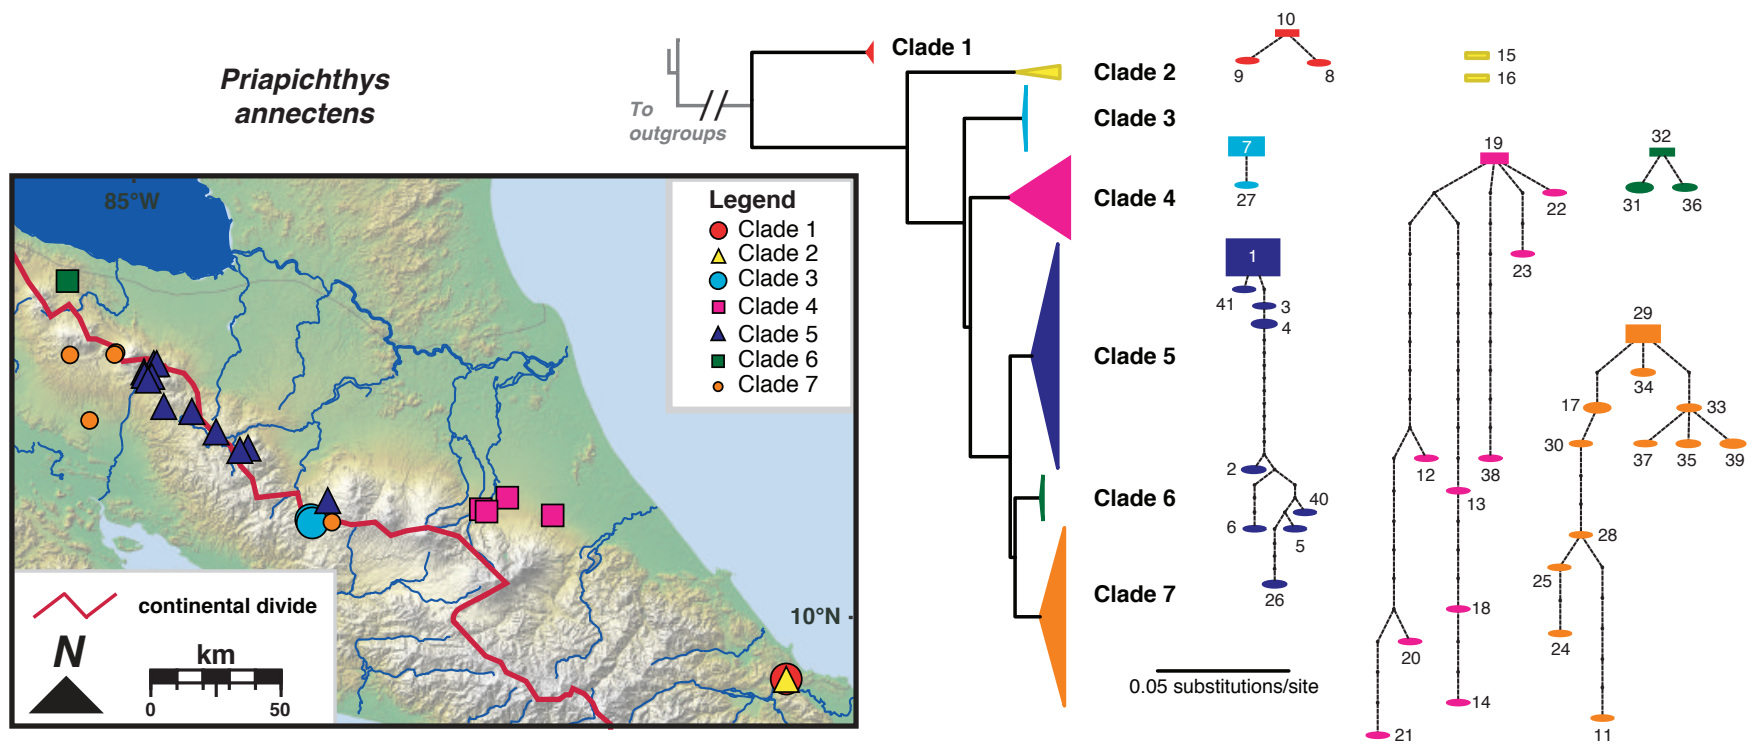 Priapichthys
annectens
To
outgroups
Clade 1
Clade 2
Clade 3
Clade 4
Clade 5
Clade 6
Clade 7
0.05 substitutions/site
85°W
10°N
Legend
Clade 1
Clade 2
Clade 3
Clade 4
Clade 5
Clade 6
Clade 7
continental divide
N
km
0 50
10
9 8
15
16
7
27
19
22
23
12
38
13
18
20
14
21
32
31 36
1
41 3
4
2
40
6 5
26
29
34
17 33
30 37 35 39
28
25
24
11